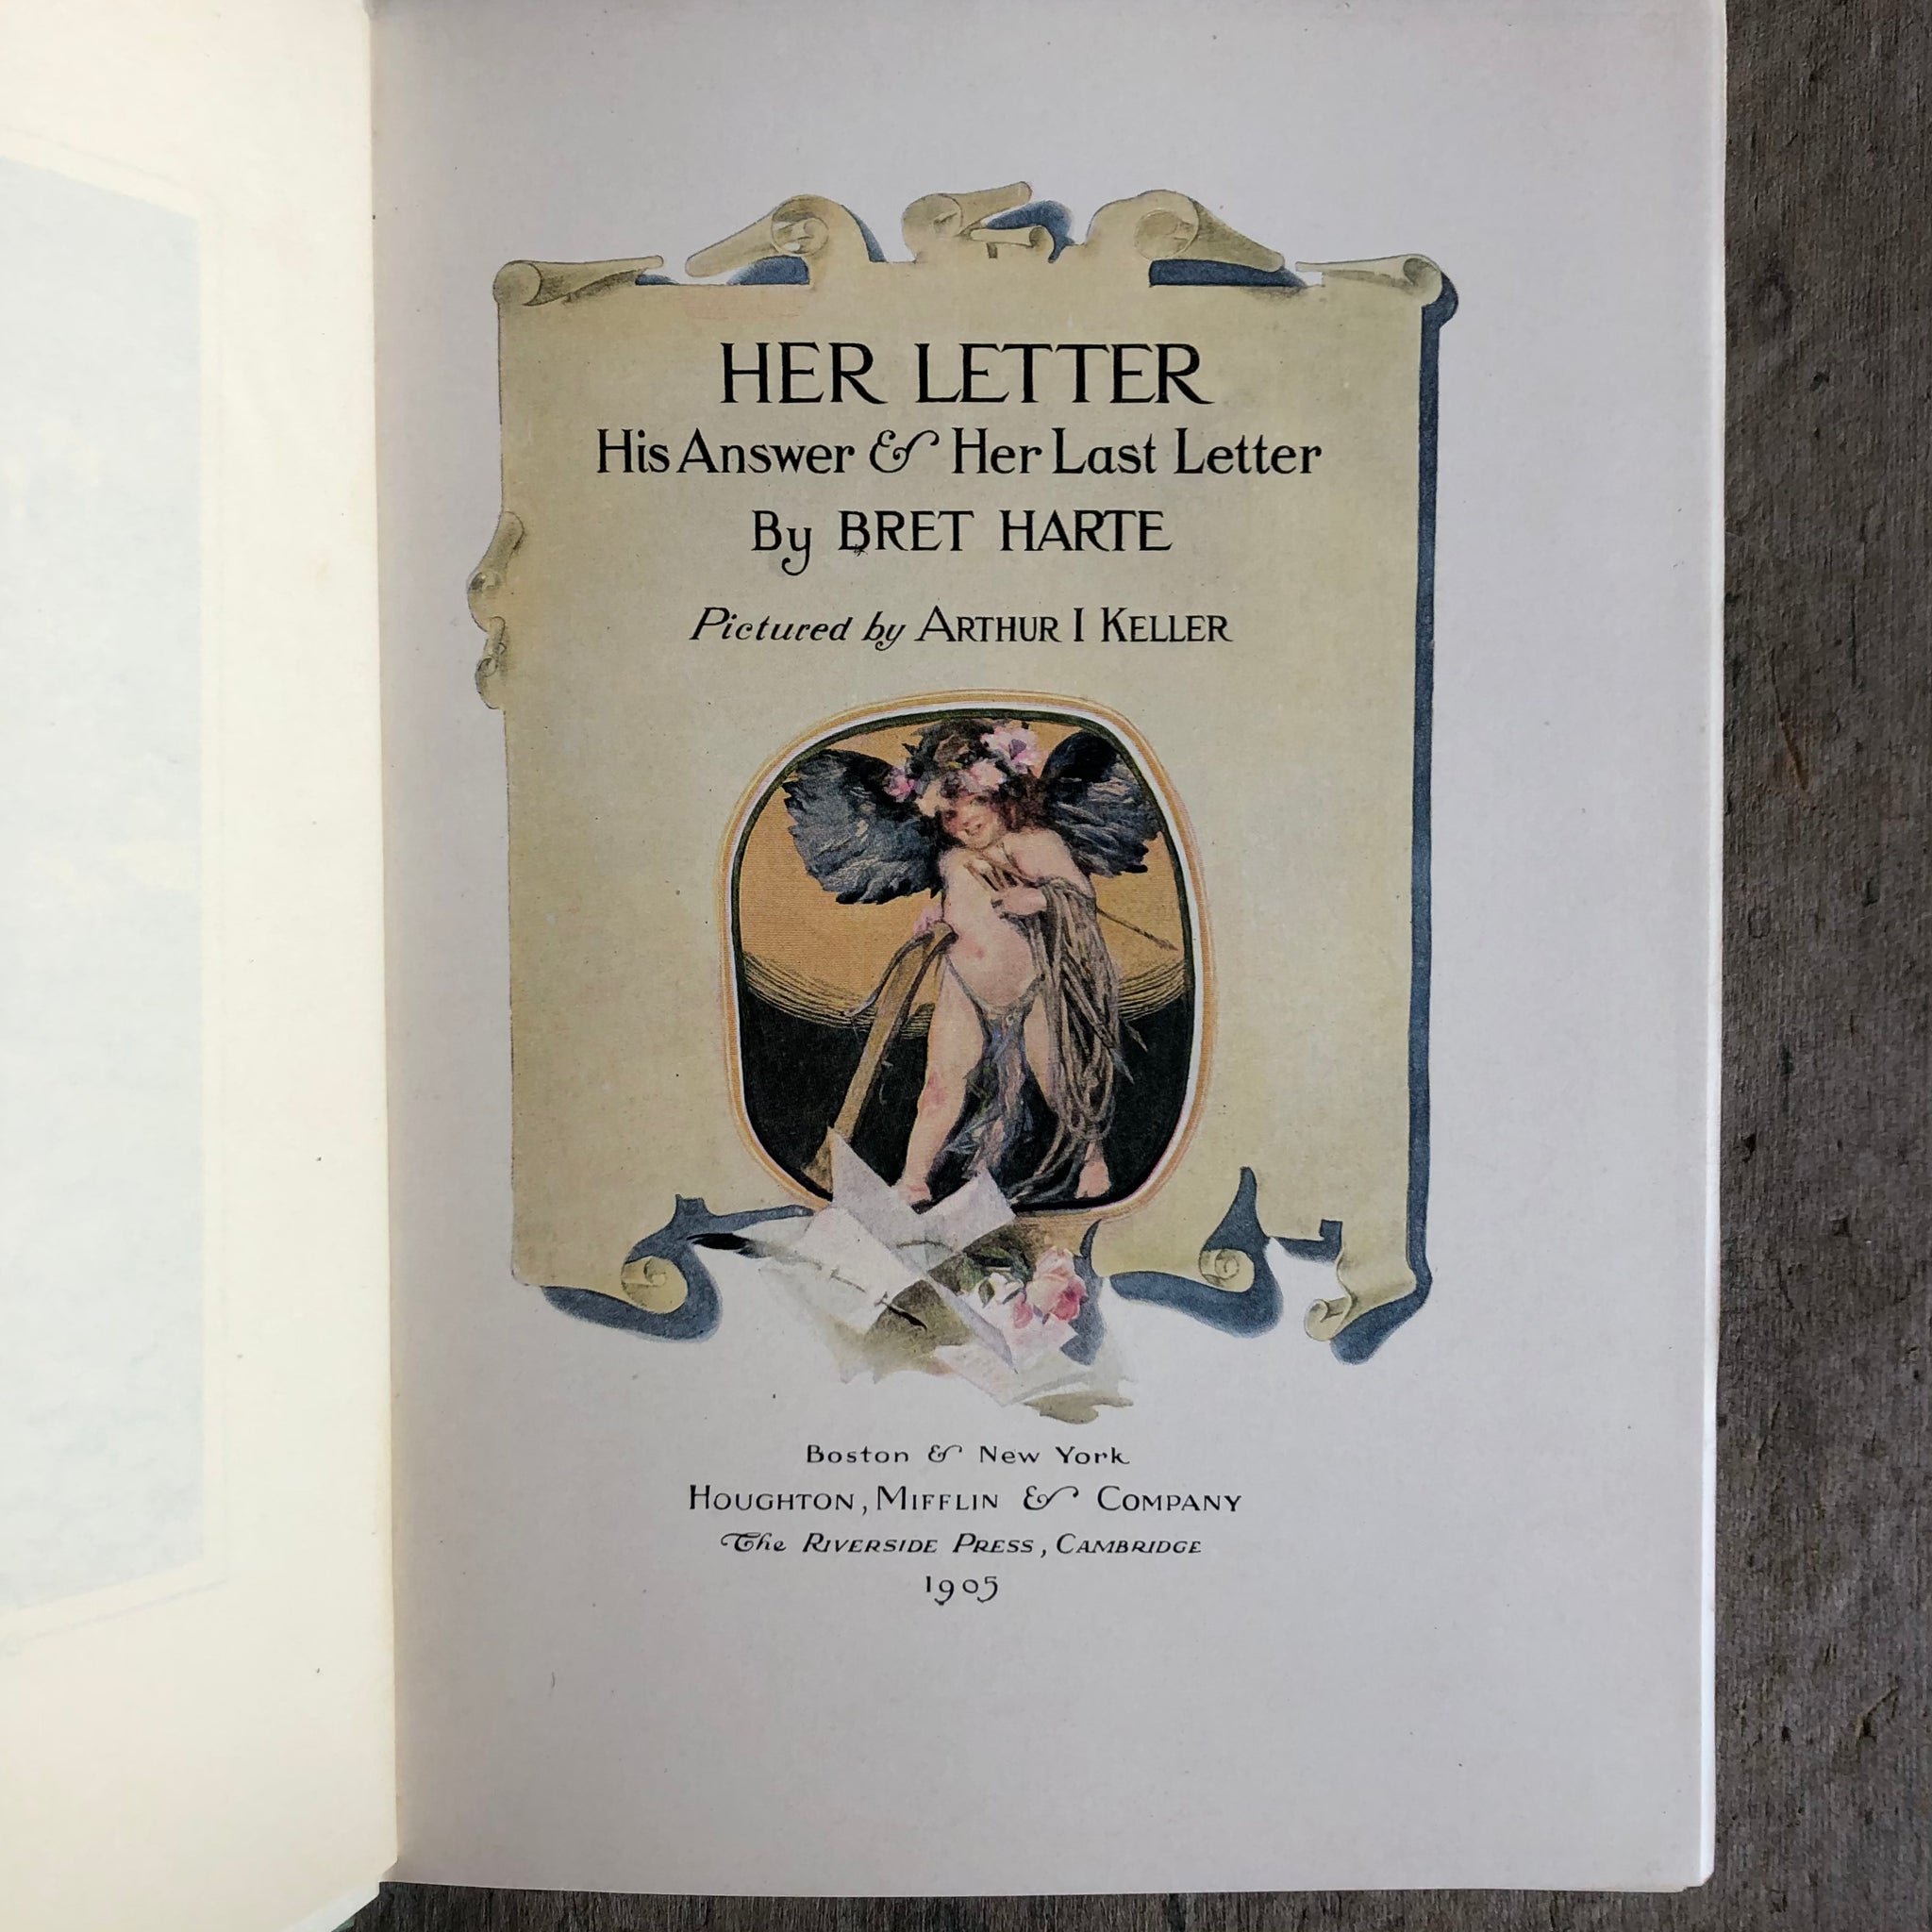 HER LETTER
His Answer & Her Last Letter
By BRET HARTE
Pictured by ARTHUR I KELLER
Boston & New York
HOUGHTON, MIFFLIN & COMPANY
The RIVERSIDE PRESS, CAMBRIDGE
1905